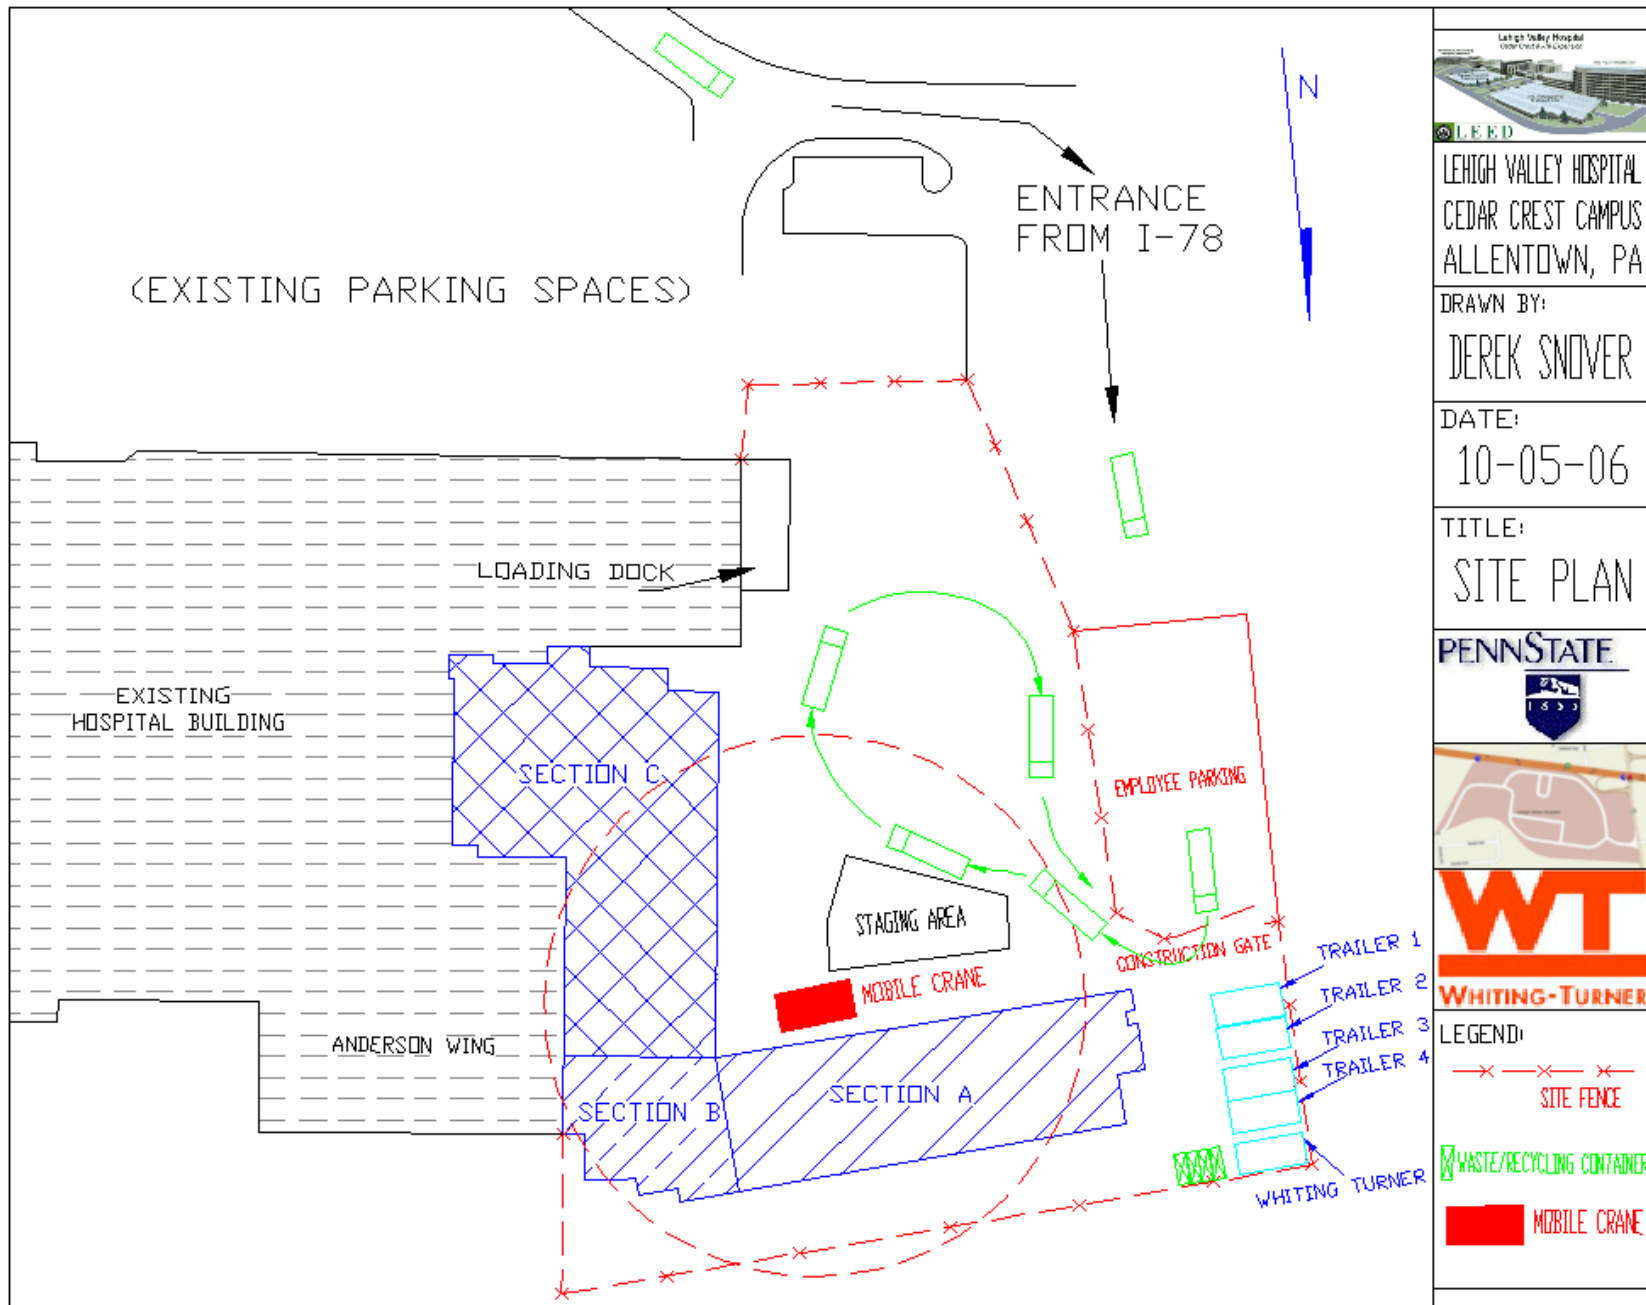 N
ENTRANCE
FROM I-78
(EXISTING PARKING SPACES)
LOADING DOCK
EXISTING
HOSPITAL BUILDING
SECTION C
EMPLOYEE PARKING
STAGING AREA
CONSTRUCTION GATE
MOBILE CRANE
TRAILER 1
TRAILER 2
TRAILER 3
TRAILER 4
ANDERSON WING
SECTION B
SECTION A
WHITING TURNER
Lehigh Valley Hospital
LEED
LEHIGH VALLEY HOSPITAL
CEDAR CREST CAMPUS
ALLENTOWN, PA
DRAWN BY:
DEREK SNOVER
DATE:
10-05-06
TITLE:
SITE PLAN
PENNSTATE
1855
WT
WHITING-TURNER
LEGEND:
SITE FENCE
WASTE/RECYCLING CONTAINER
MOBILE CRANE